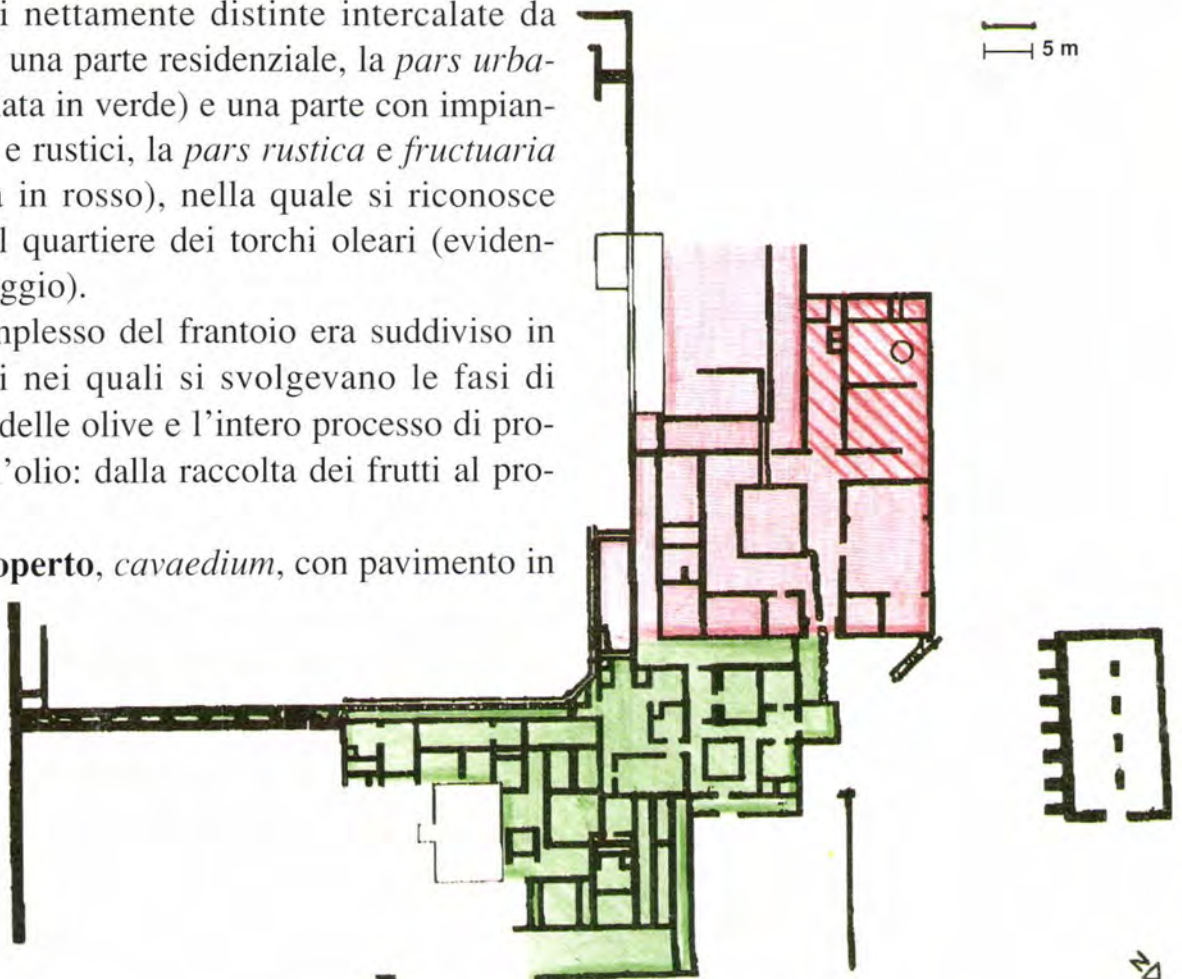 i nettamente distinte intercalate da
una parte residenziale, la pars urba-
ata in verde) e una parte con impian-
e rustici, la pars rustica e fructuaria
in rosso), nella quale si riconosce
l quartiere dei torchi oleari (eviden-
ggio).
mplesso del frantoio era suddiviso in
i nei quali si svolgevano le fasi di
delle olive e l'intero processo di pro-
l'olio: dalla raccolta dei frutti al pro-
operto, cavaedium, con pavimento in
5 m
N